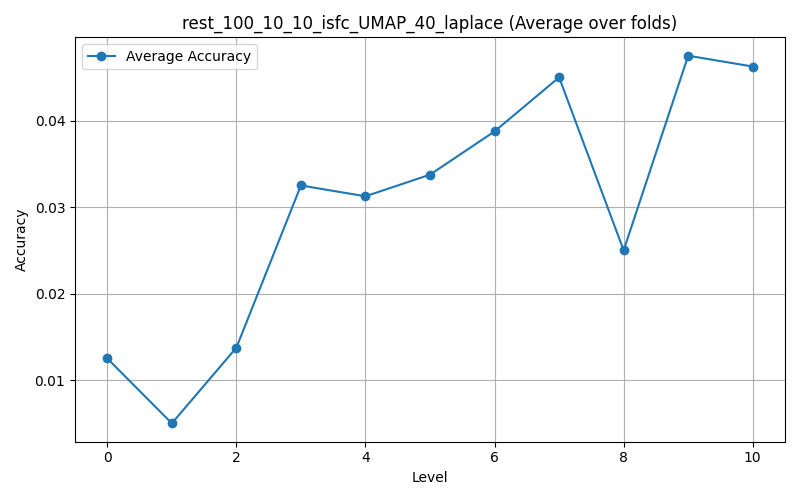 rest_100_10_10_isfc_UMAP_40_laplace (Average over folds)
Average Accuracy
Accuracy
0.04
0.03
0.02
0.01
0 2 4 6 8 10
Level